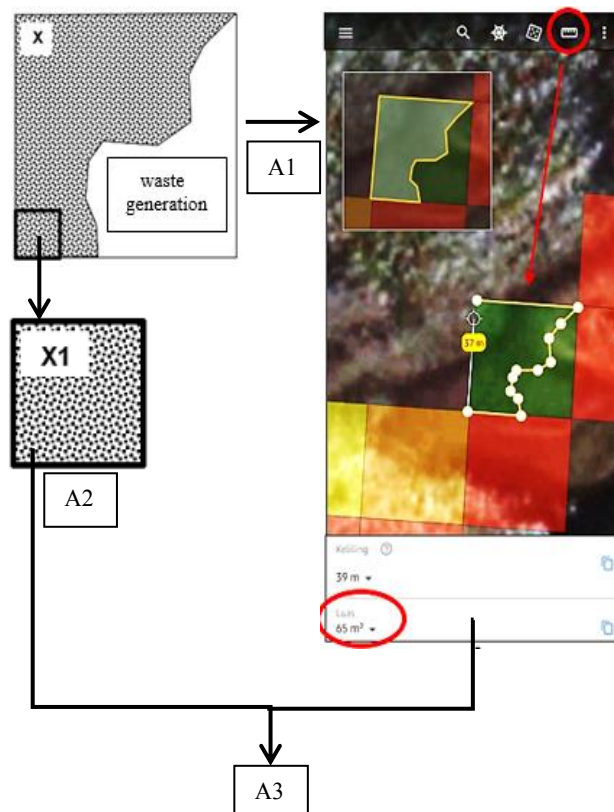 X
waste
generation
A1
X1
A2
37 m
Keliling
39 m
Luas
65 m²
A3